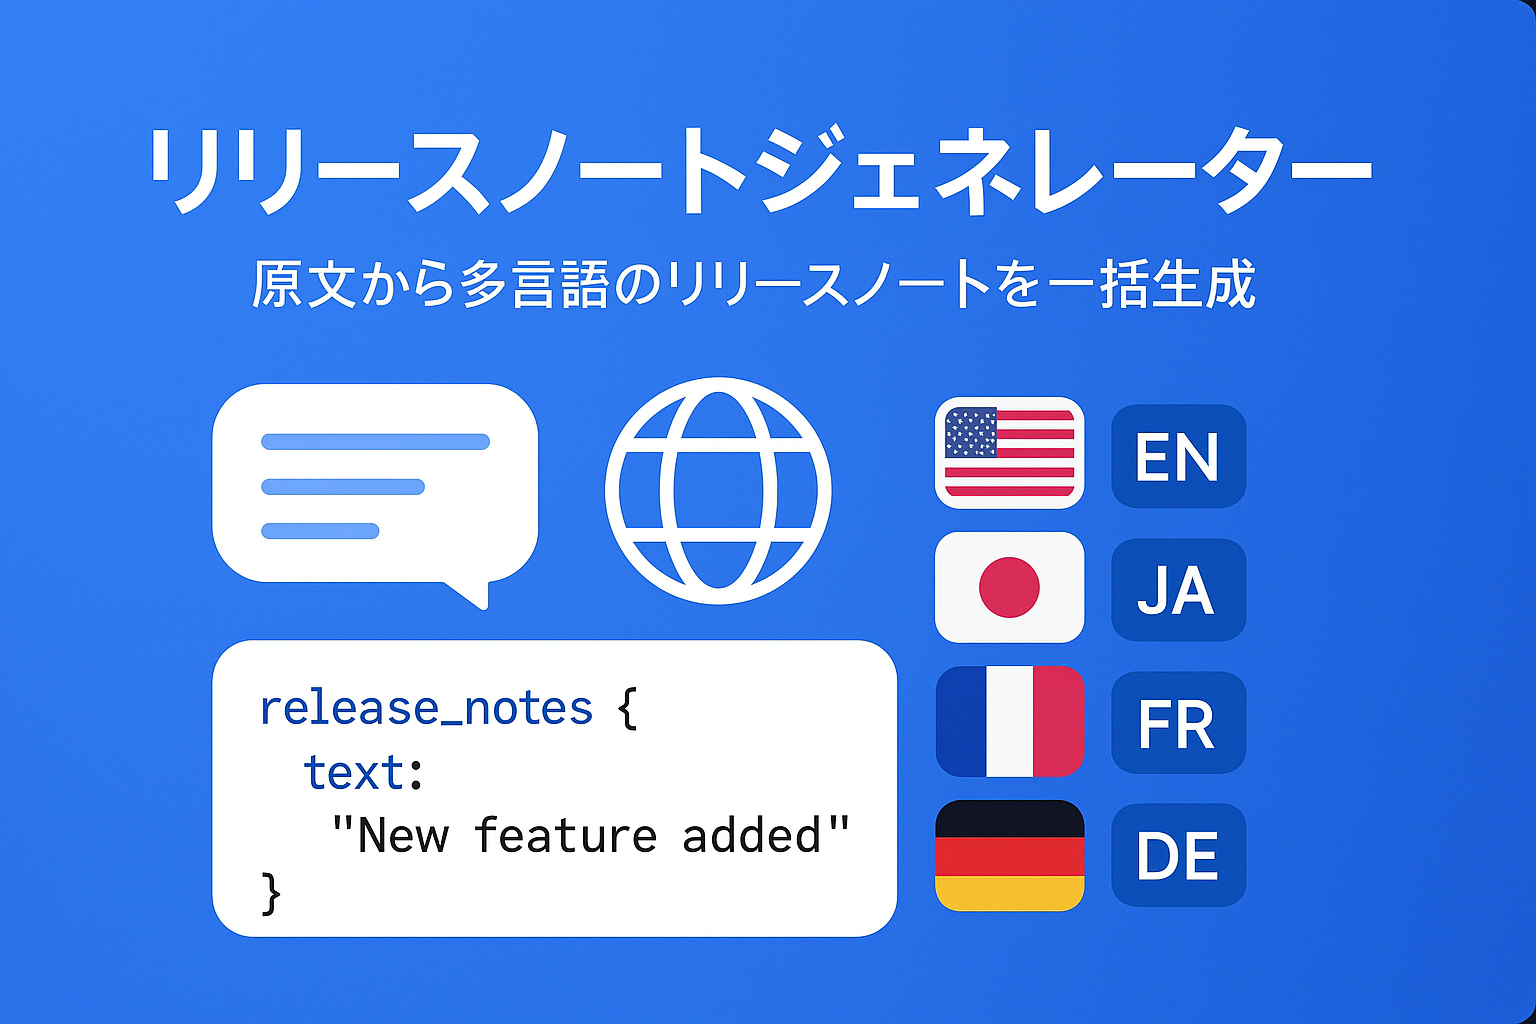 リリースノートジェネレーター
原文から多言語のリリースノートを一括生成
release_notes {
text:
"New feature added"
}
EN
JA
FR
DE